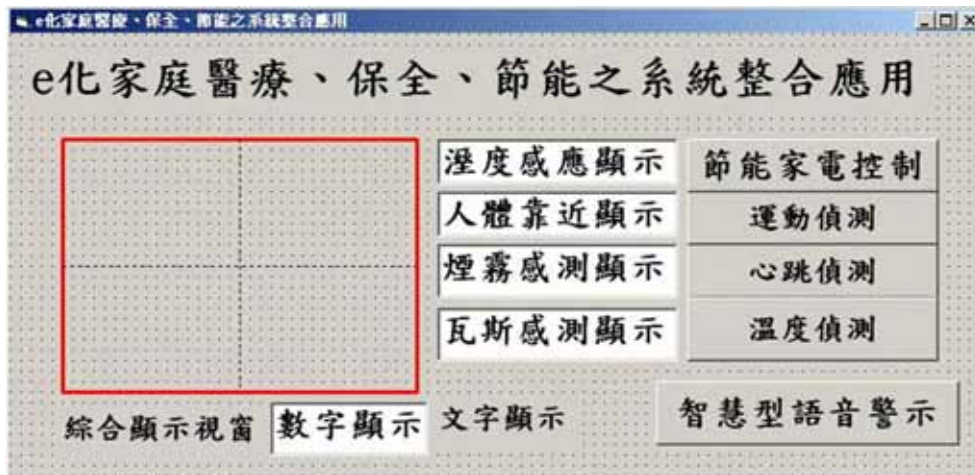 e化家庭醫療、保全、節能之系統整合應用
e化家庭醫療、保全、節能之系統整合應用
溼度感應顯示
節能家電控制
人體靠近顯示
運動偵測
煙霧感測顯示
心跳偵測
瓦斯感測顯示
溫度偵測
綜合顯示視窗
數字顯示
文字顯示
智慧型語音警示